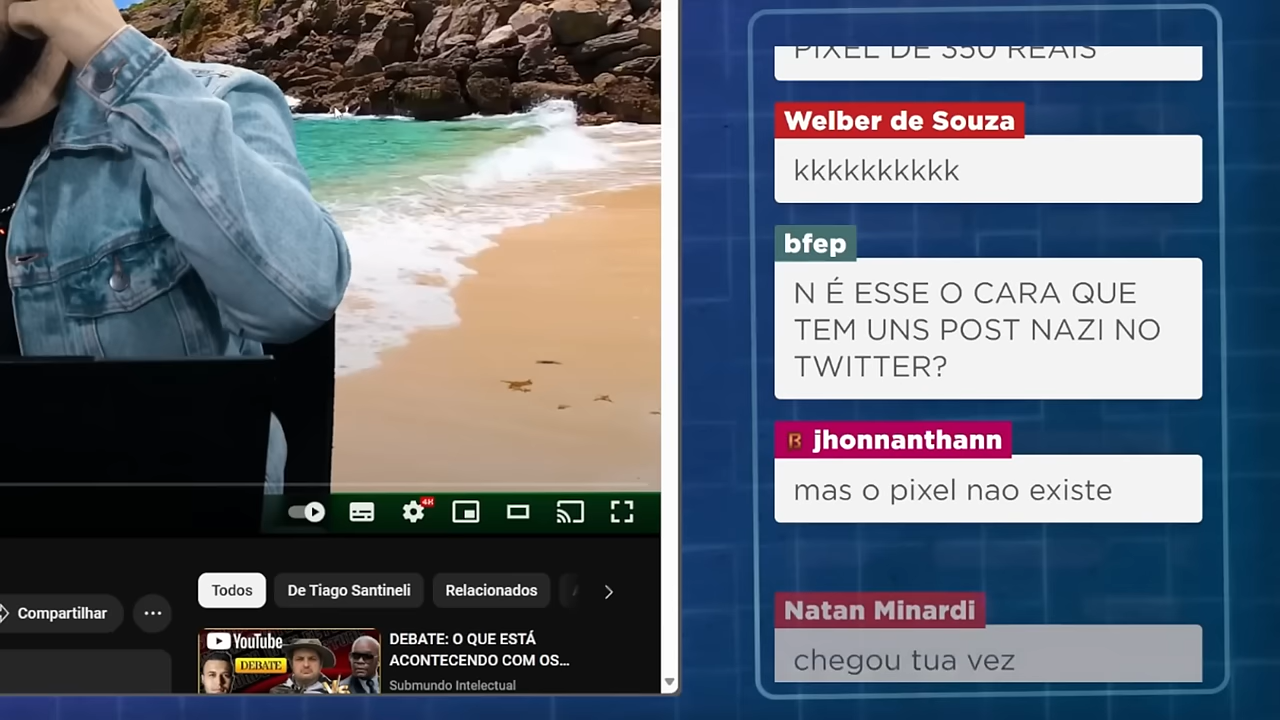 PIXEL DE 350 REAIS
Welber de Souza
kkkkkkkkkk
bfep
N É ESSE O CARA QUE
TEM UNS POST NAZI NO
TWITTER?
jhonnanthann
mas o pixel nao existe
Natan Minardi
chegou tua vez
4K
Todos
De Tiago Santineli
Relacionados
Compartilhar
YouTube
DEBATE
DEBATE: O QUE ESTÁ
ACONTECENDO COM OS...
Submundo Intelectual